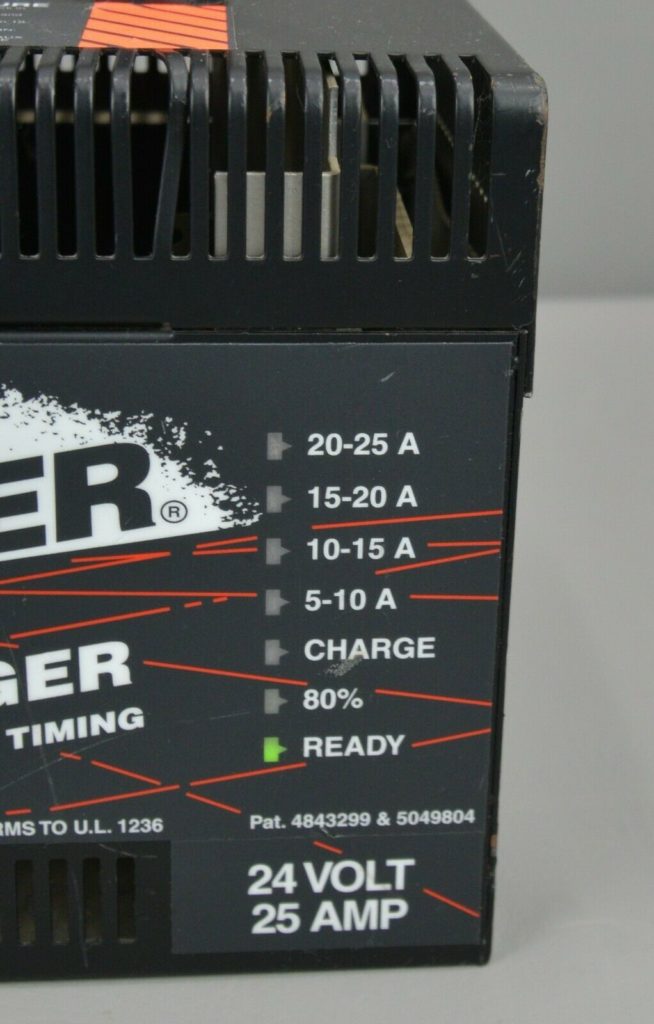 ER®
20-25 A
15-20 A
10-15 A
5-10 A
CHARGE
80%
READY
GER
TIMING
RMS TO U.L. 1236
Pat. 4843299 & 5049804
24 VOLT
25 AMP